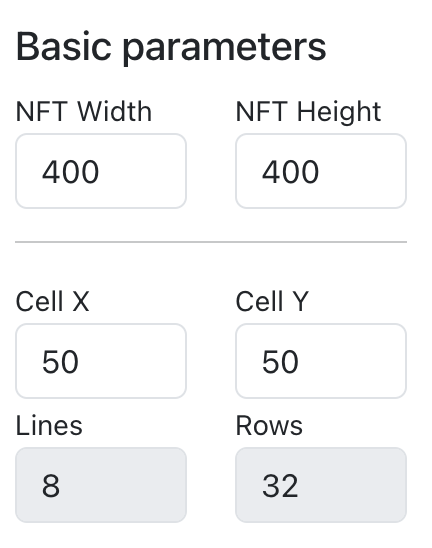 Basic parameters
NFT Width NFT Height
400 400
Cell X Cell Y
50 50
Lines Rows
8 32